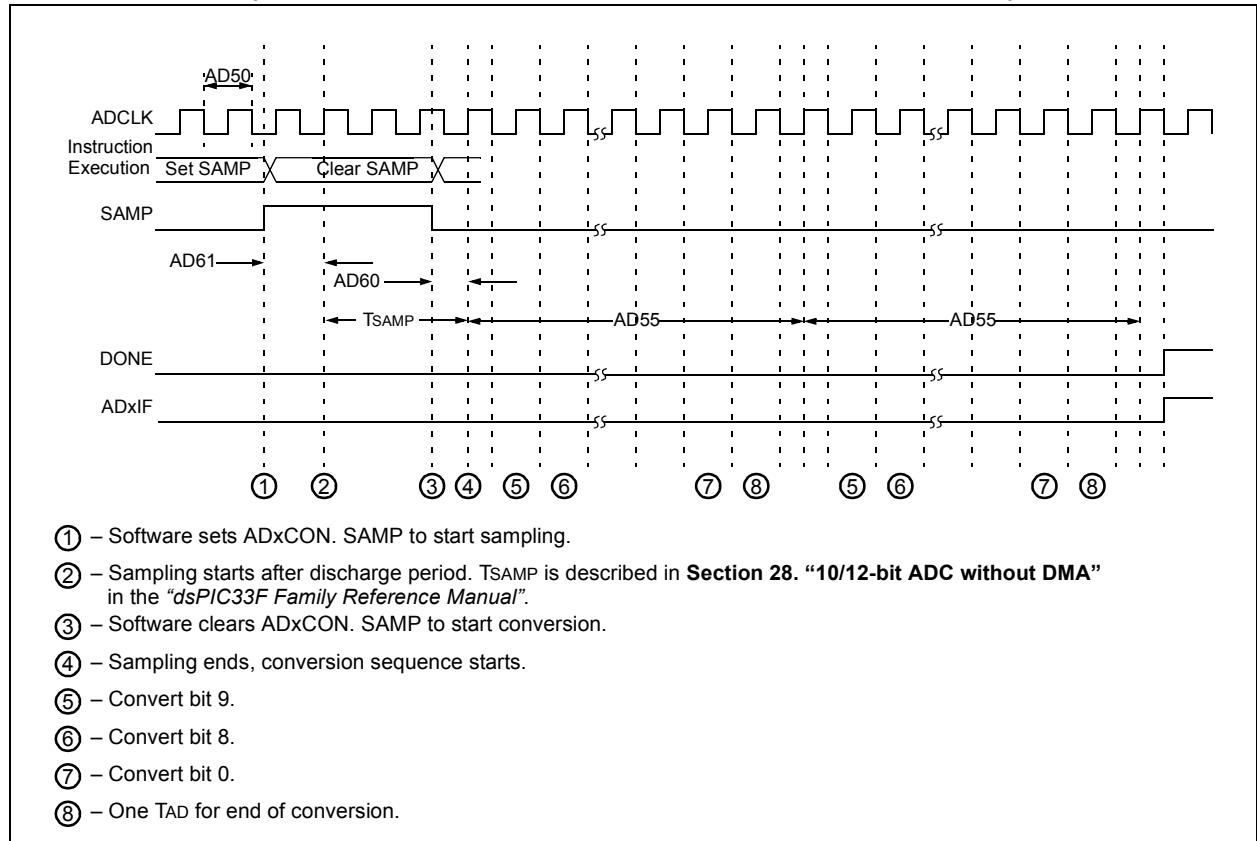 AD50
ADCLK
Instruction
Execution
Set SAMP
Clear SAMP
SAMP
AD61
AD60
TSAMP
AD55
AD55
DONE
ADxIF
1 2 3 4 5 6 7 8 5 6 7 8
1 – Software sets ADxCON. SAMP to start sampling.
2 – Sampling starts after discharge period. TSAMP is described in Section 28. “10/12-bit ADC without DMA”
in the “dsPIC33F Family Reference Manual”.
3 – Software clears ADxCON. SAMP to start conversion.
4 – Sampling ends, conversion sequence starts.
5 – Convert bit 9.
6 – Convert bit 8.
7 – Convert bit 0.
8 – One TAD for end of conversion.